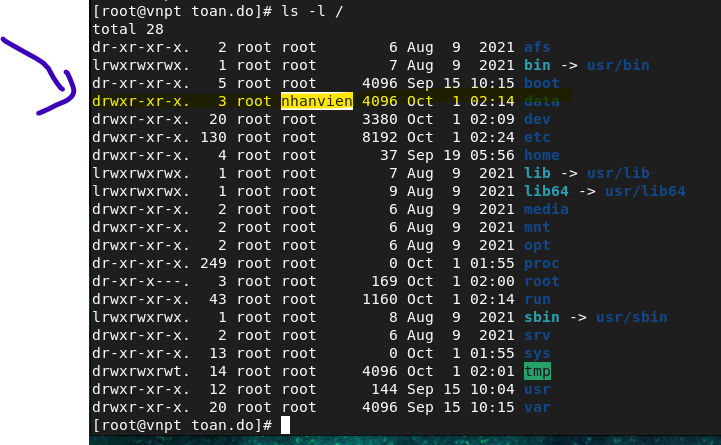 [root@vnpt toan.do]# ls -l /
total 28
dr-xr-xr-x.   2 root root        6 Aug  9  2021 afs
lrwxrwxrwx.   1 root root        7 Aug  9  2021 bin -> usr/bin
dr-xr-xr-x.   5 root root     4096 Sep 15 10:15 boot
drwxr-xr-x.   3 root nhanvien 4096 Oct  1 02:14 data
drwxr-xr-x.  20 root root     3380 Oct  1 02:09 dev
drwxr-xr-x. 130 root root     8192 Oct  1 02:24 etc
drwxr-xr-x.   4 root root       37 Sep 19 05:56 home
lrwxrwxrwx.   1 root root        7 Aug  9  2021 lib -> usr/lib
lrwxrwxrwx.   1 root root        9 Aug  9  2021 lib64 -> usr/lib64
drwxr-xr-x.   2 root root        6 Aug  9  2021 media
drwxr-xr-x.   2 root root        6 Aug  9  2021 mnt
drwxr-xr-x.   2 root root        6 Aug  9  2021 opt
dr-xr-xr-x. 249 root root        0 Oct  1 01:55 proc
dr-xr-x---.   3 root root      169 Oct  1 02:00 root
drwxr-xr-x.  43 root root     1160 Oct  1 02:14 run
lrwxrwxrwx.   1 root root        8 Aug  9  2021 sbin -> usr/sbin
drwxr-xr-x.   2 root root        6 Aug  9  2021 srv
dr-xr-xr-x.  13 root root        0 Oct  1 01:55 sys
drwxrwxrwt.  14 root root     4096 Oct  1 02:01 tmp
drwxr-xr-x.  12 root root      144 Sep 15 10:04 usr
drwxr-xr-x.  20 root root     4096 Sep 15 10:15 var
[root@vnpt toan.do]#